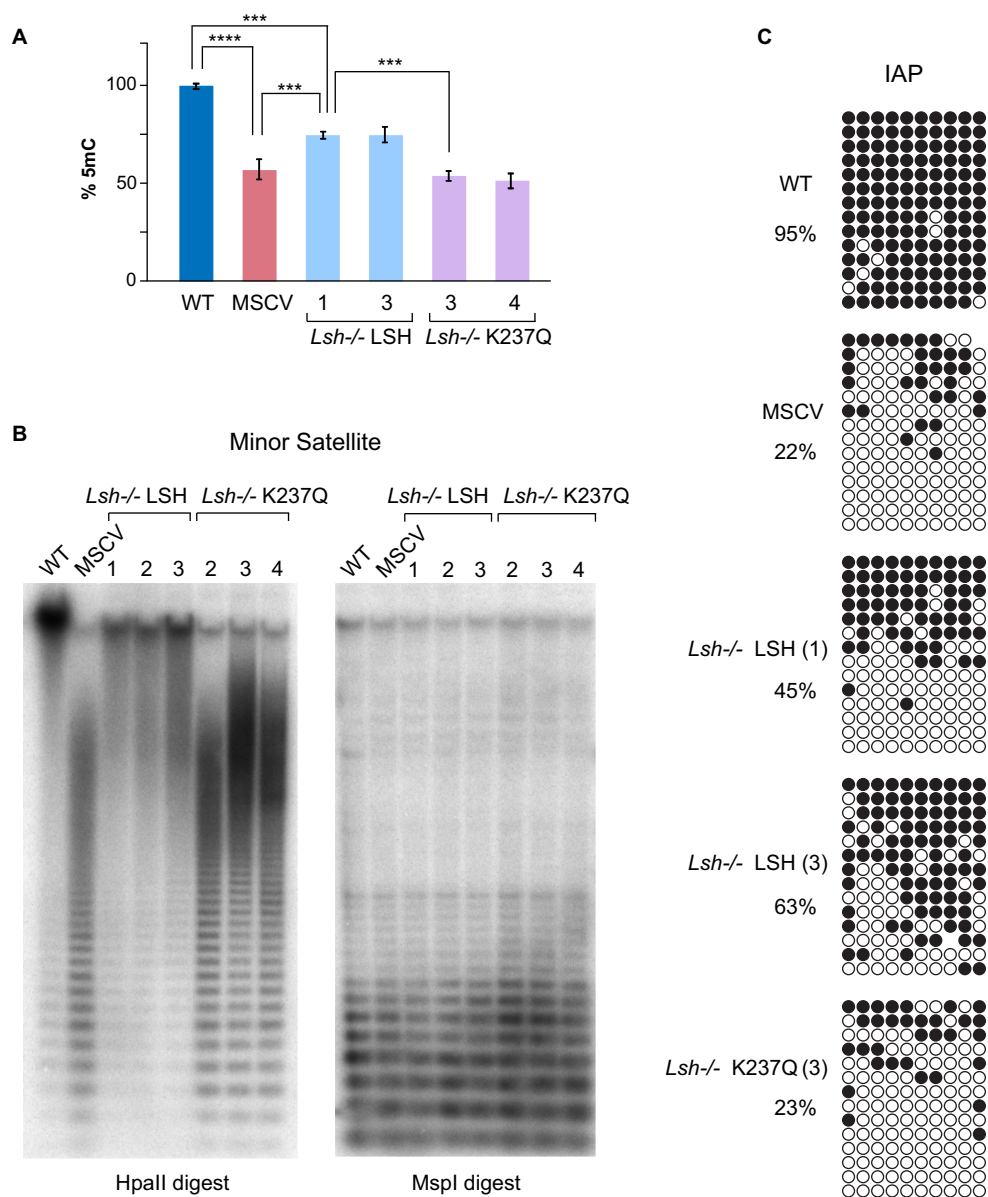 A
***
****
***
***
% 5mC
100
50
0
WT MSCV 1 3 3 4
Lsh-/- LSH Lsh-/- K237Q
B
Minor Satellite
Lsh-/- LSH Lsh-/- K237Q Lsh-/- LSH Lsh-/- K237Q
WT MSCV 1 2 3 2 3 4 WT MSCV 1 2 3 2 3 4
HpaII digest MspI digest
C
IAP
WT
95%
MSCV
22%
Lsh-/- LSH (1)
45%
Lsh-/- LSH (3)
63%
Lsh-/- K237Q (3)
23%